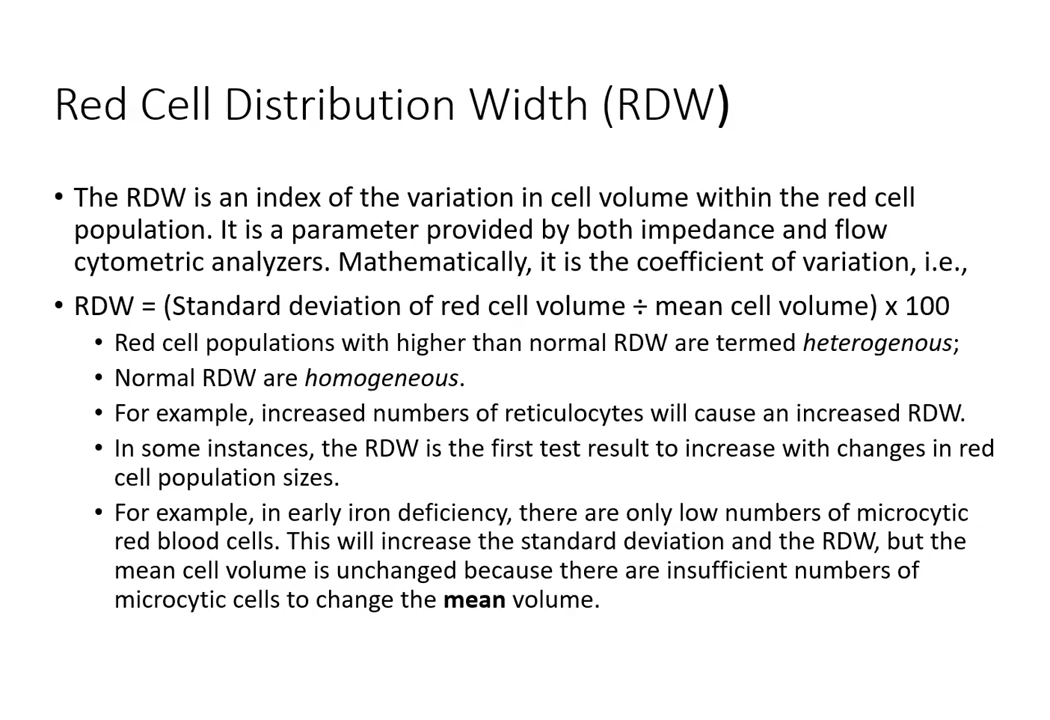 Red Cell Distribution Width (RDW)
• The RDW is an index of the variation in cell volume within the red cell
population. It is a parameter provided by both impedance and flow
cytometric analyzers. Mathematically, it is the coefficient of variation, i.e.,
• RDW = (Standard deviation of red cell volume ÷ mean cell volume) x 100
• Red cell populations with higher than normal RDW are termed heterogenous;
• Normal RDW are homogeneous.
• For example, increased numbers of reticulocytes will cause an increased RDW.
• In some instances, the RDW is the first test result to increase with changes in red
cell population sizes.
• For example, in early iron deficiency, there are only low numbers of microcytic
red blood cells. This will increase the standard deviation and the RDW, but the
mean cell volume is unchanged because there are insufficient numbers of
microcytic cells to change the mean volume.